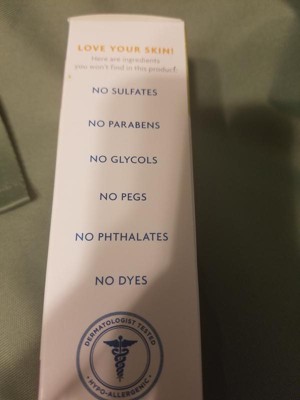 LOVE YOUR SKIN!
Here are ingredients
you won't find in this product:
NO SULFATES
NO PARABENS
NO GLYCOLS
NO PEGS
NO PHTHALATES
NO DYES
DERMATOLOGIST TESTED
• HYPO-ALLERGENIC •